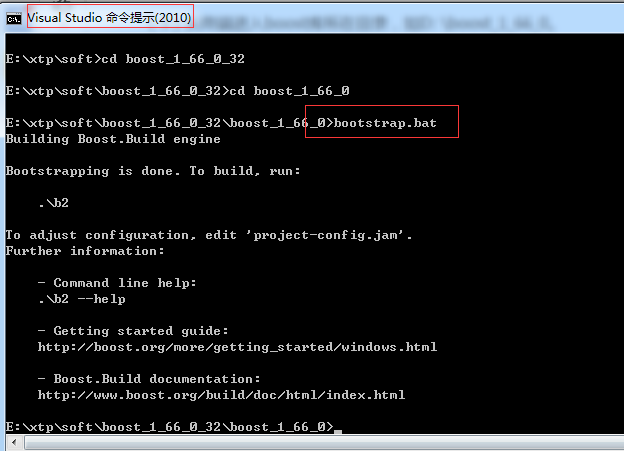 Visual Studio 命令提示(2010)
E:\xtp\soft>cd boost_1_66_0_32
E:\xtp\soft\boost_1_66_0_32>cd boost_1_66_0
E:\xtp\soft\boost_1_66_0_32\boost_1_66_0>bootstrap.bat
Building Boost.Build engine
Bootstrapping is done. To build, run:
.\b2
To adjust configuration, edit 'project-config.jam'.
Further information:
- Command line help:
.\b2 --help
- Getting started guide:
http://boost.org/more/getting_started/windows.html
- Boost.Build documentation:
http://www.boost.org/build/doc/html/index.html
E:\xtp\soft\boost_1_66_0_32\boost_1_66_0>_